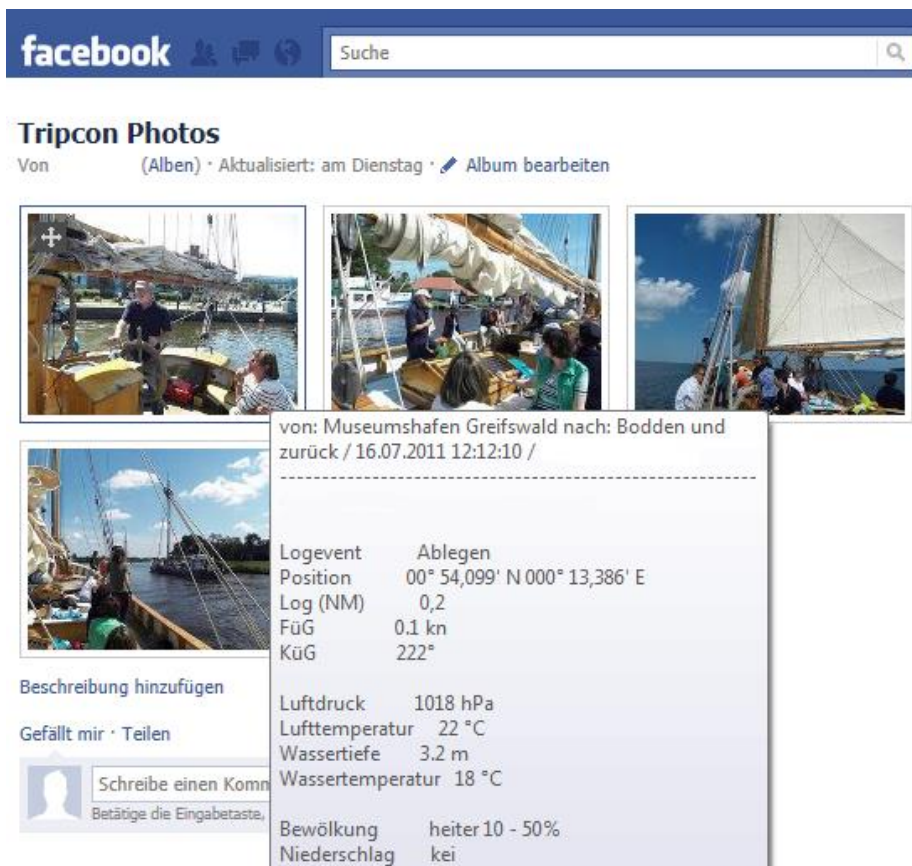 facebook
Suche
Tripcon Photos
Von (Alben) · Aktualisiert: am Dienstag · Album bearbeiten
von: Museumshafen Greifswald nach: Bodden und
zurück / 16.07.2011 12:12:10 /
------------------------------------------------------------
Logevent Ablegen
Position 00° 54,099' N 000° 13,386' E
Log (NM) 0,2
FüG 0.1 kn
KüG 222°
Luftdruck 1018 hPa
Lufttemperatur 22 °C
Wassertiefe 3.2 m
Wassertemperatur 18 °C
Bewölkung heiter 10 - 50%
Niederschlag kei
Beschreibung hinzufügen
Gefällt mir · Teilen
Schreibe einen Komm
Betätige die Eingabetaste,